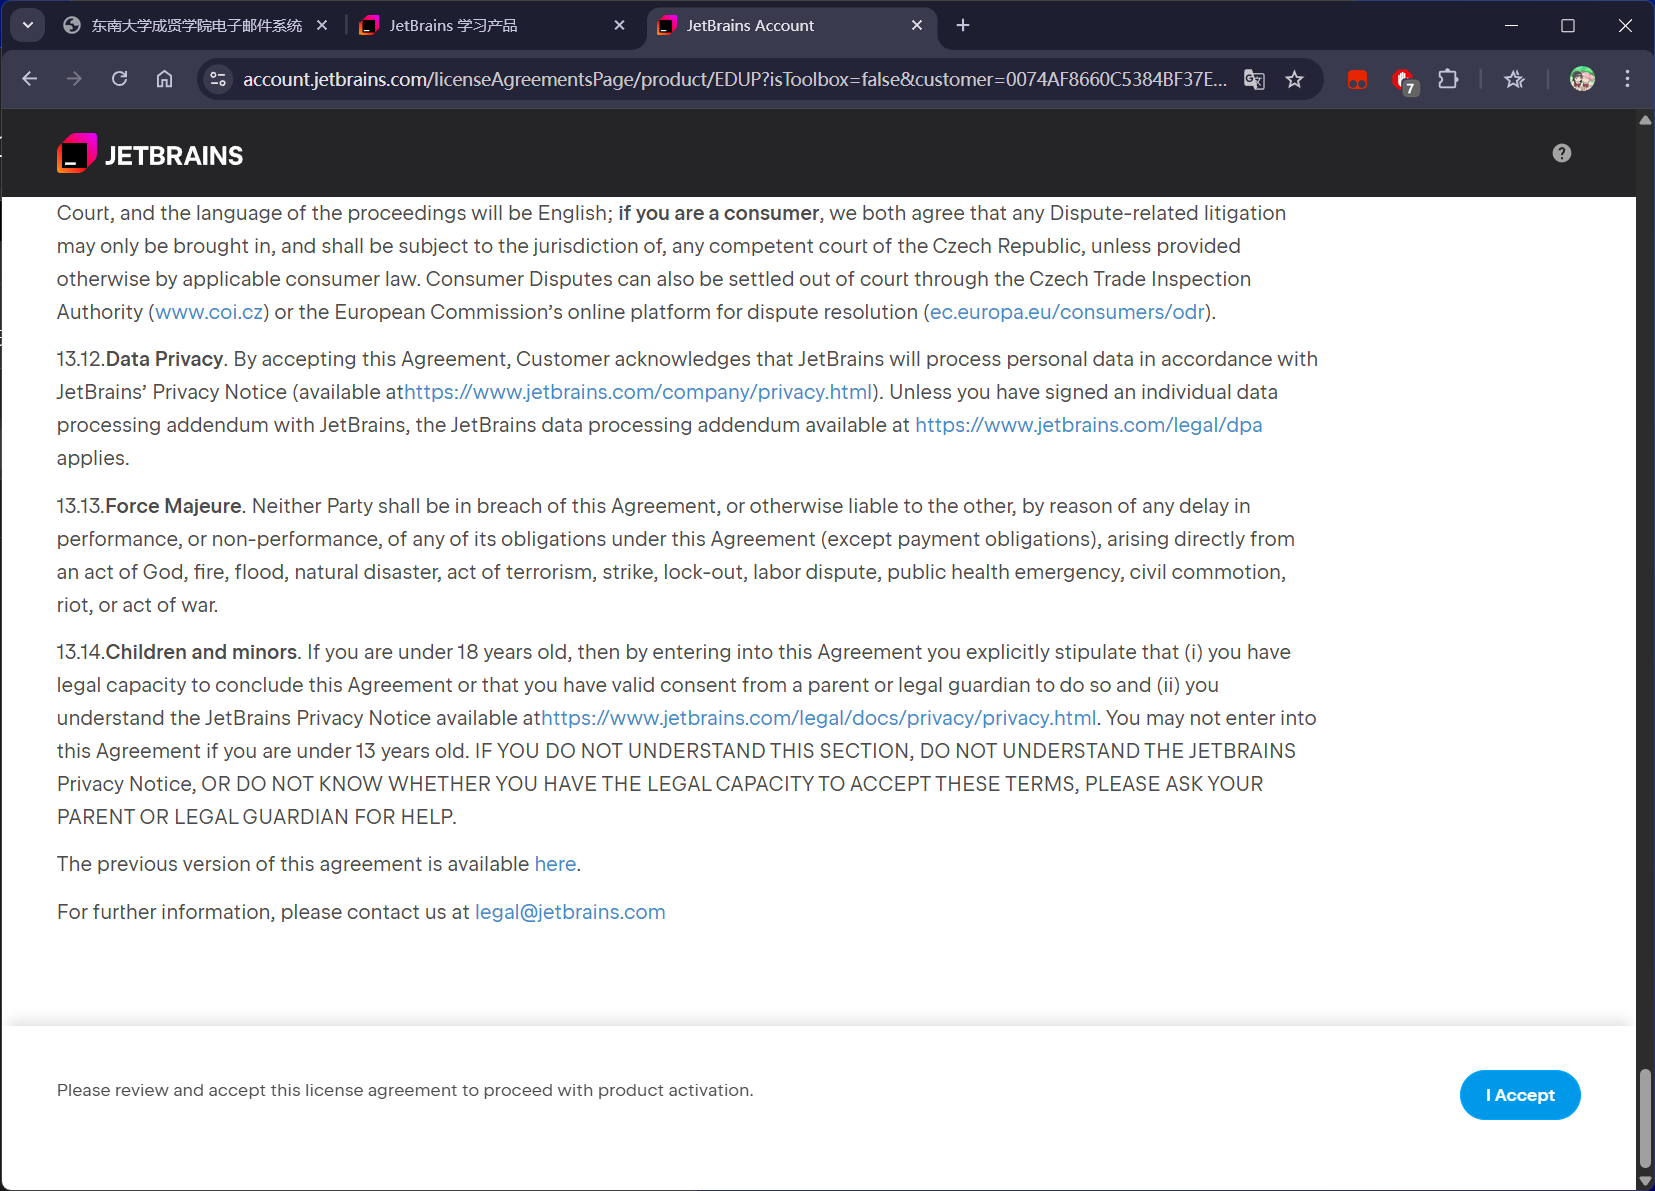 东南大学成贤学院电子邮件系统
JetBrains 学习产品
JetBrains Account
account.jetbrains.com/licenseAgreementsPage/product/EDUP?isToolbox=false&customer=0074AF8660C5384BF37E...
7
JETBRAINS
Court, and the language of the proceedings will be English; if you are a consumer, we both agree that any Dispute-related litigation
may only be brought in, and shall be subject to the jurisdiction of, any competent court of the Czech Republic, unless provided
otherwise by applicable consumer law. Consumer Disputes can also be settled out of court through the Czech Trade Inspection
Authority (www.coi.cz) or the European Commission’s online platform for dispute resolution (ec.europa.eu/consumers/odr).
13.12.Data Privacy. By accepting this Agreement, Customer acknowledges that JetBrains will process personal data in accordance with
JetBrains’ Privacy Notice (available athttps://www.jetbrains.com/company/privacy.html). Unless you have signed an individual data
processing addendum with JetBrains, the JetBrains data processing addendum available at https://www.jetbrains.com/legal/dpa
applies.
13.13.Force Majeure. Neither Party shall be in breach of this Agreement, or otherwise liable to the other, by reason of any delay in
performance, or non-performance, of any of its obligations under this Agreement (except payment obligations), arising directly from
an act of God, fire, flood, natural disaster, act of terrorism, strike, lock-out, labor dispute, public health emergency, civil commotion,
riot, or act of war.
13.14.Children and minors. If you are under 18 years old, then by entering into this Agreement you explicitly stipulate that (i) you have
legal capacity to conclude this Agreement or that you have valid consent from a parent or legal guardian to do so and (ii) you
understand the JetBrains Privacy Notice available athttps://www.jetbrains.com/legal/docs/privacy/privacy.html. You may not enter into
this Agreement if you are under 13 years old. IF YOU DO NOT UNDERSTAND THIS SECTION, DO NOT UNDERSTAND THE JETBRAINS
Privacy Notice, OR DO NOT KNOW WHETHER YOU HAVE THE LEGAL CAPACITY TO ACCEPT THESE TERMS, PLEASE ASK YOUR
PARENT OR LEGAL GUARDIAN FOR HELP.
The previous version of this agreement is available here.
For further information, please contact us at legal@jetbrains.com
Please review and accept this license agreement to proceed with product activation.
I Accept